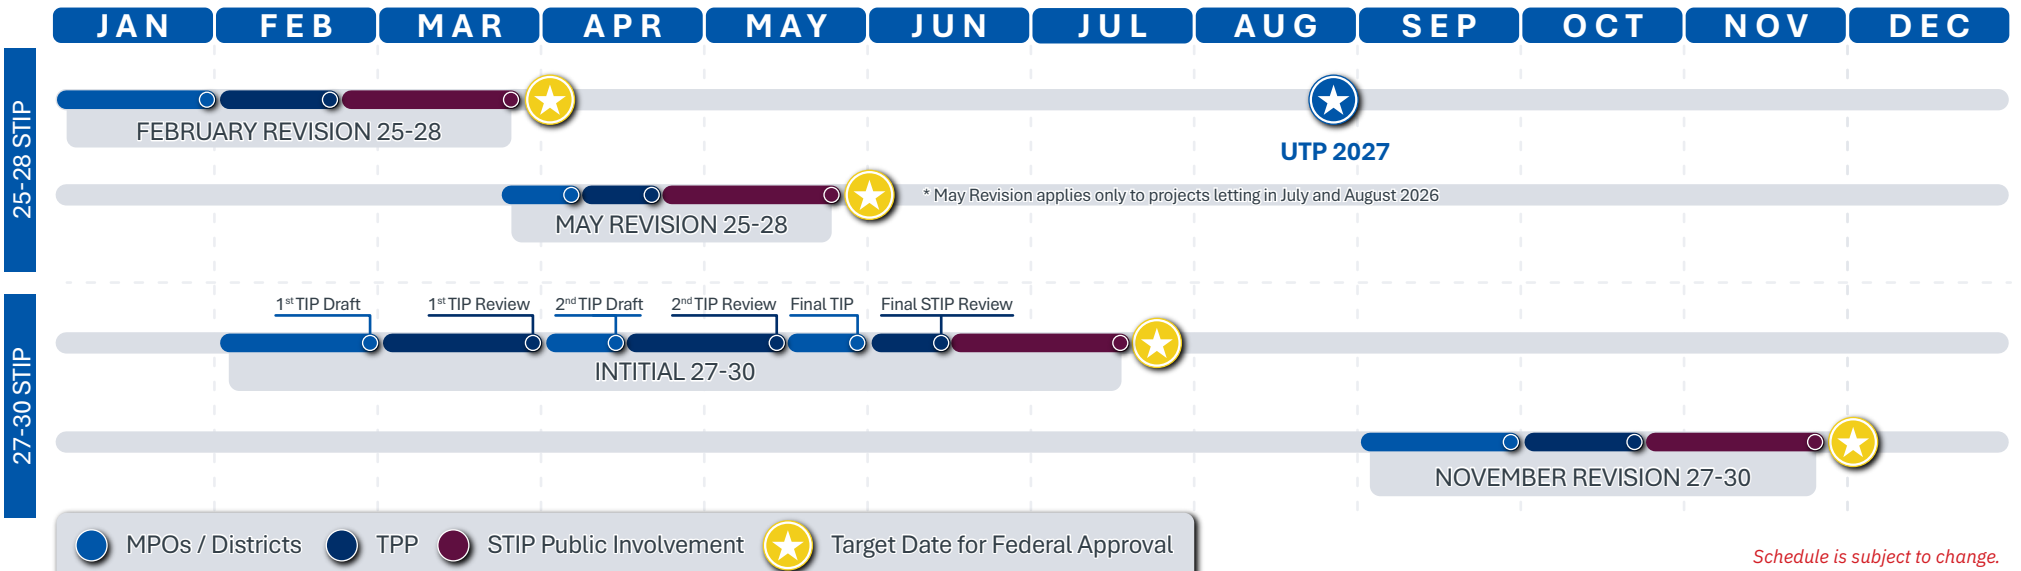 JAN FEB MAR APR MAY JUN JUL AUG SEP OCT NOV DEC
25-28 STIP
FEBRUARY REVISION 25-28
UTP 2027
* May Revision applies only to projects letting in July and August 2026
MAY REVISION 25-28
27-30 STIP
1st TIP Draft 1st TIP Review 2nd TIP Draft 2nd TIP Review Final TIP Final STIP Review
INTITIAL 27-30
NOVEMBER REVISION 27-30
MPOs / Districts TPP STIP Public Involvement Target Date for Federal Approval
Schedule is subject to change.